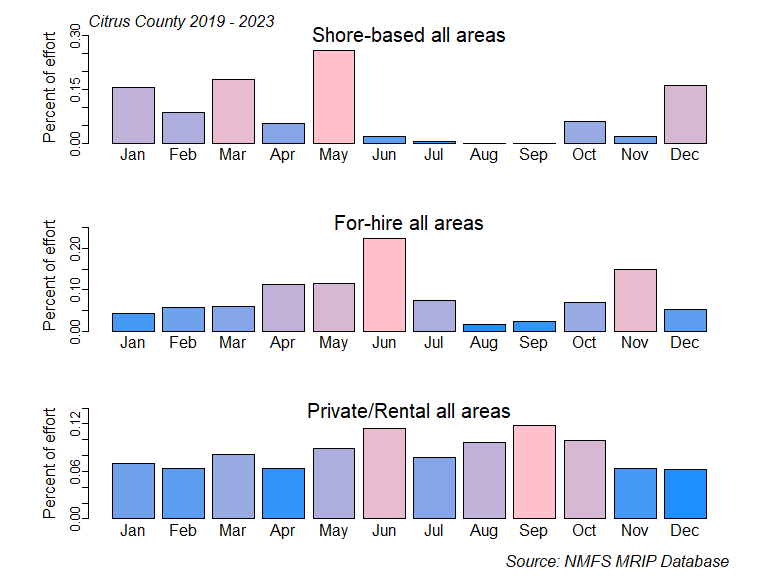 Citrus County 2019 - 2023
Shore-based all areas
Percent of effort
0.00 0.15 0.30
Jan Feb Mar Apr May Jun Jul Aug Sep Oct Nov Dec
For-hire all areas
Percent of effort
0.00 0.10 0.20
Jan Feb Mar Apr May Jun Jul Aug Sep Oct Nov Dec
Private/Rental all areas
Percent of effort
0.00 0.06 0.12
Jan Feb Mar Apr May Jun Jul Aug Sep Oct Nov Dec
Source: NMFS MRIP Database